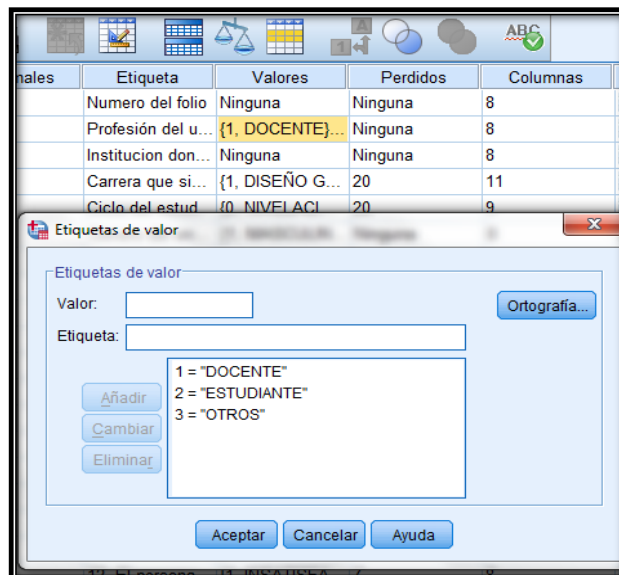 ABC
nales Etiqueta Valores Perdidos Columnas
Numero del folio Ninguna Ninguna 8
Profesión del u... {1, DOCENTE}... Ninguna 8
Institucion don... Ninguna Ninguna 8
Carrera que si... {1, DISEÑO G... 20 11
Ciclo del estud... {0, NIVELACI... 20 9
Etiquetas de valor
Etiquetas de valor
Valor:
Ortografía...
Etiqueta:
1 = "DOCENTE"
2 = "ESTUDIANTE"
3 = "OTROS"
Añadir
Cambiar
Eliminar
Aceptar Cancelar Ayuda